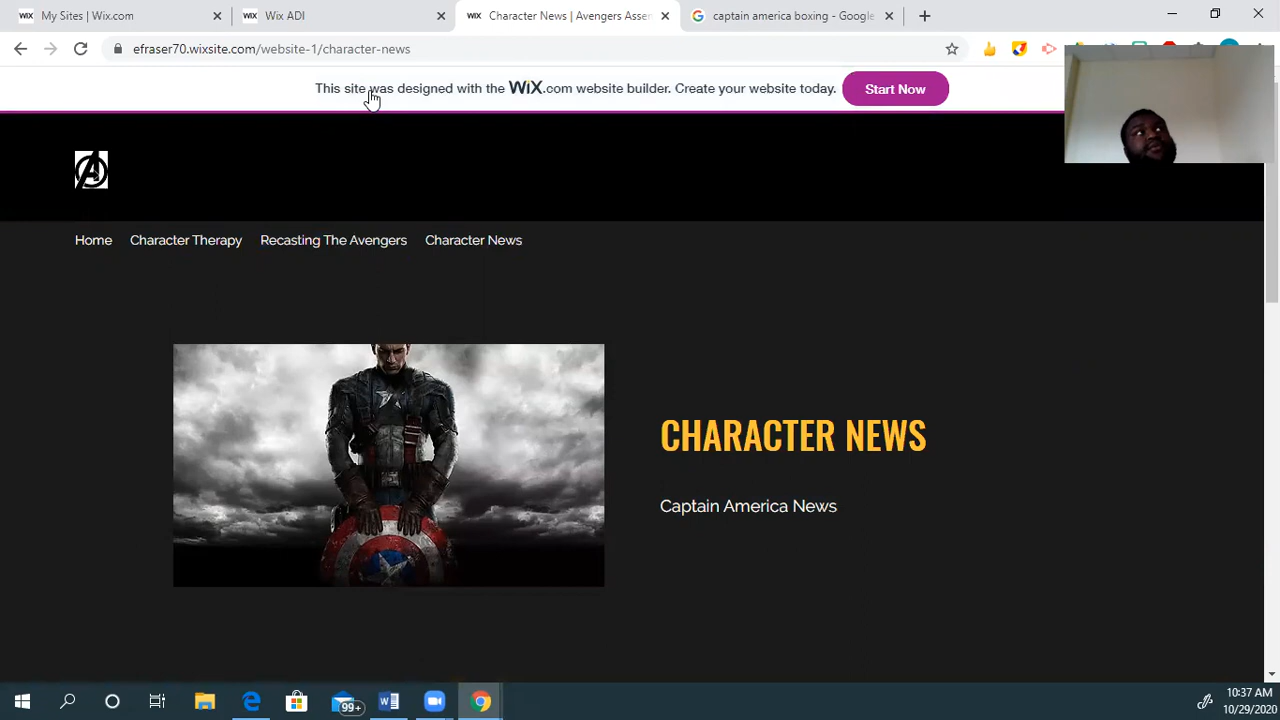 My Sites | Wix.com
Wix ADI
Character News | Avengers Asser
captain america boxing - Google
efraser70.wixsite.com/website-1/character-news
This site was designed with the WiX.com website builder. Create your website today.
Start Now
Home
Character Therapy
Recasting The Avengers
Character News
CHARACTER NEWS
Captain America News
99+
10:37 AM
10/29/2020